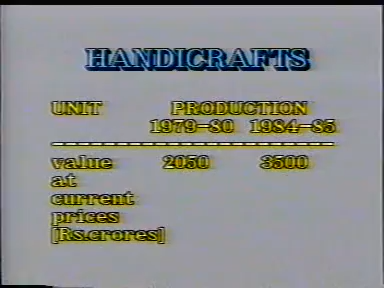 HANDICRAFTS
UNIT PRODUCTION
1979-80 1984-85
value 2050 3500
at
current
prices
[Rs.crores]